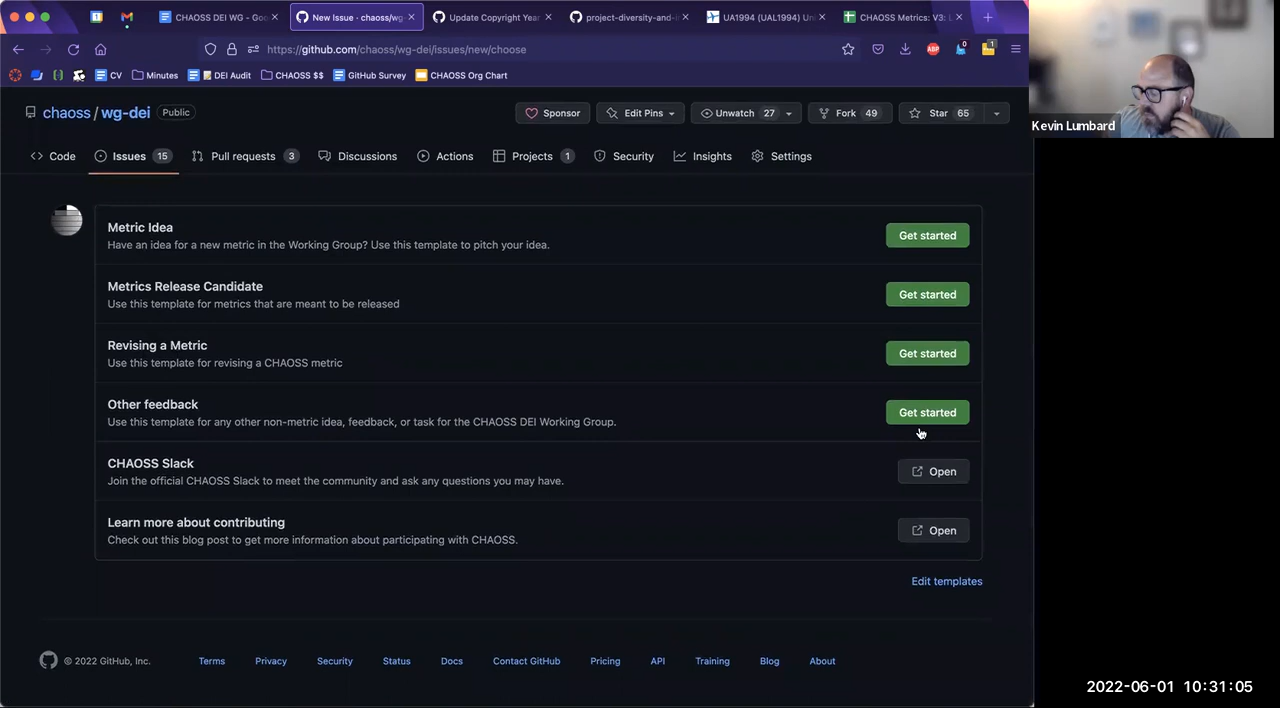 CHAOSS DEI WG - Goo
New Issue · chaoss/wg-
Update Copyright Year
project-diversity-and-i
UA1994 (UAL1994) Uni
CHAOSS Metrics: V3: L
https://github.com/chaoss/wg-dei/issues/new/choose
ABP
0
1
CV
Minutes
DEI Audit
CHAOSS $$
GitHub Survey
CHAOSS Org Chart
chaoss / wg-dei Public
Sponsor
Edit Pins
Unwatch 27
Fork 49
Star 65
Code
Issues 15
Pull requests 3
Discussions
Actions
Projects 1
Security
Insights
Settings
Metric Idea
Have an idea for a new metric in the Working Group? Use this template to pitch your idea.
Get started
Metrics Release Candidate
Use this template for metrics that are meant to be released
Get started
Revising a Metric
Use this template for revising a CHAOSS metric
Get started
Other feedback
Use this template for any other non-metric idea, feedback, or task for the CHAOSS DEI Working Group.
Get started
CHAOSS Slack
Join the official CHAOSS Slack to meet the community and ask any questions you may have.
Open
Learn more about contributing
Check out this blog post to get more information about participating with CHAOSS.
Open
Edit templates
© 2022 GitHub, Inc.
Terms
Privacy
Security
Status
Docs
Contact GitHub
Pricing
API
Training
Blog
About
Kevin Lumbard
2022-06-01 10:31:05